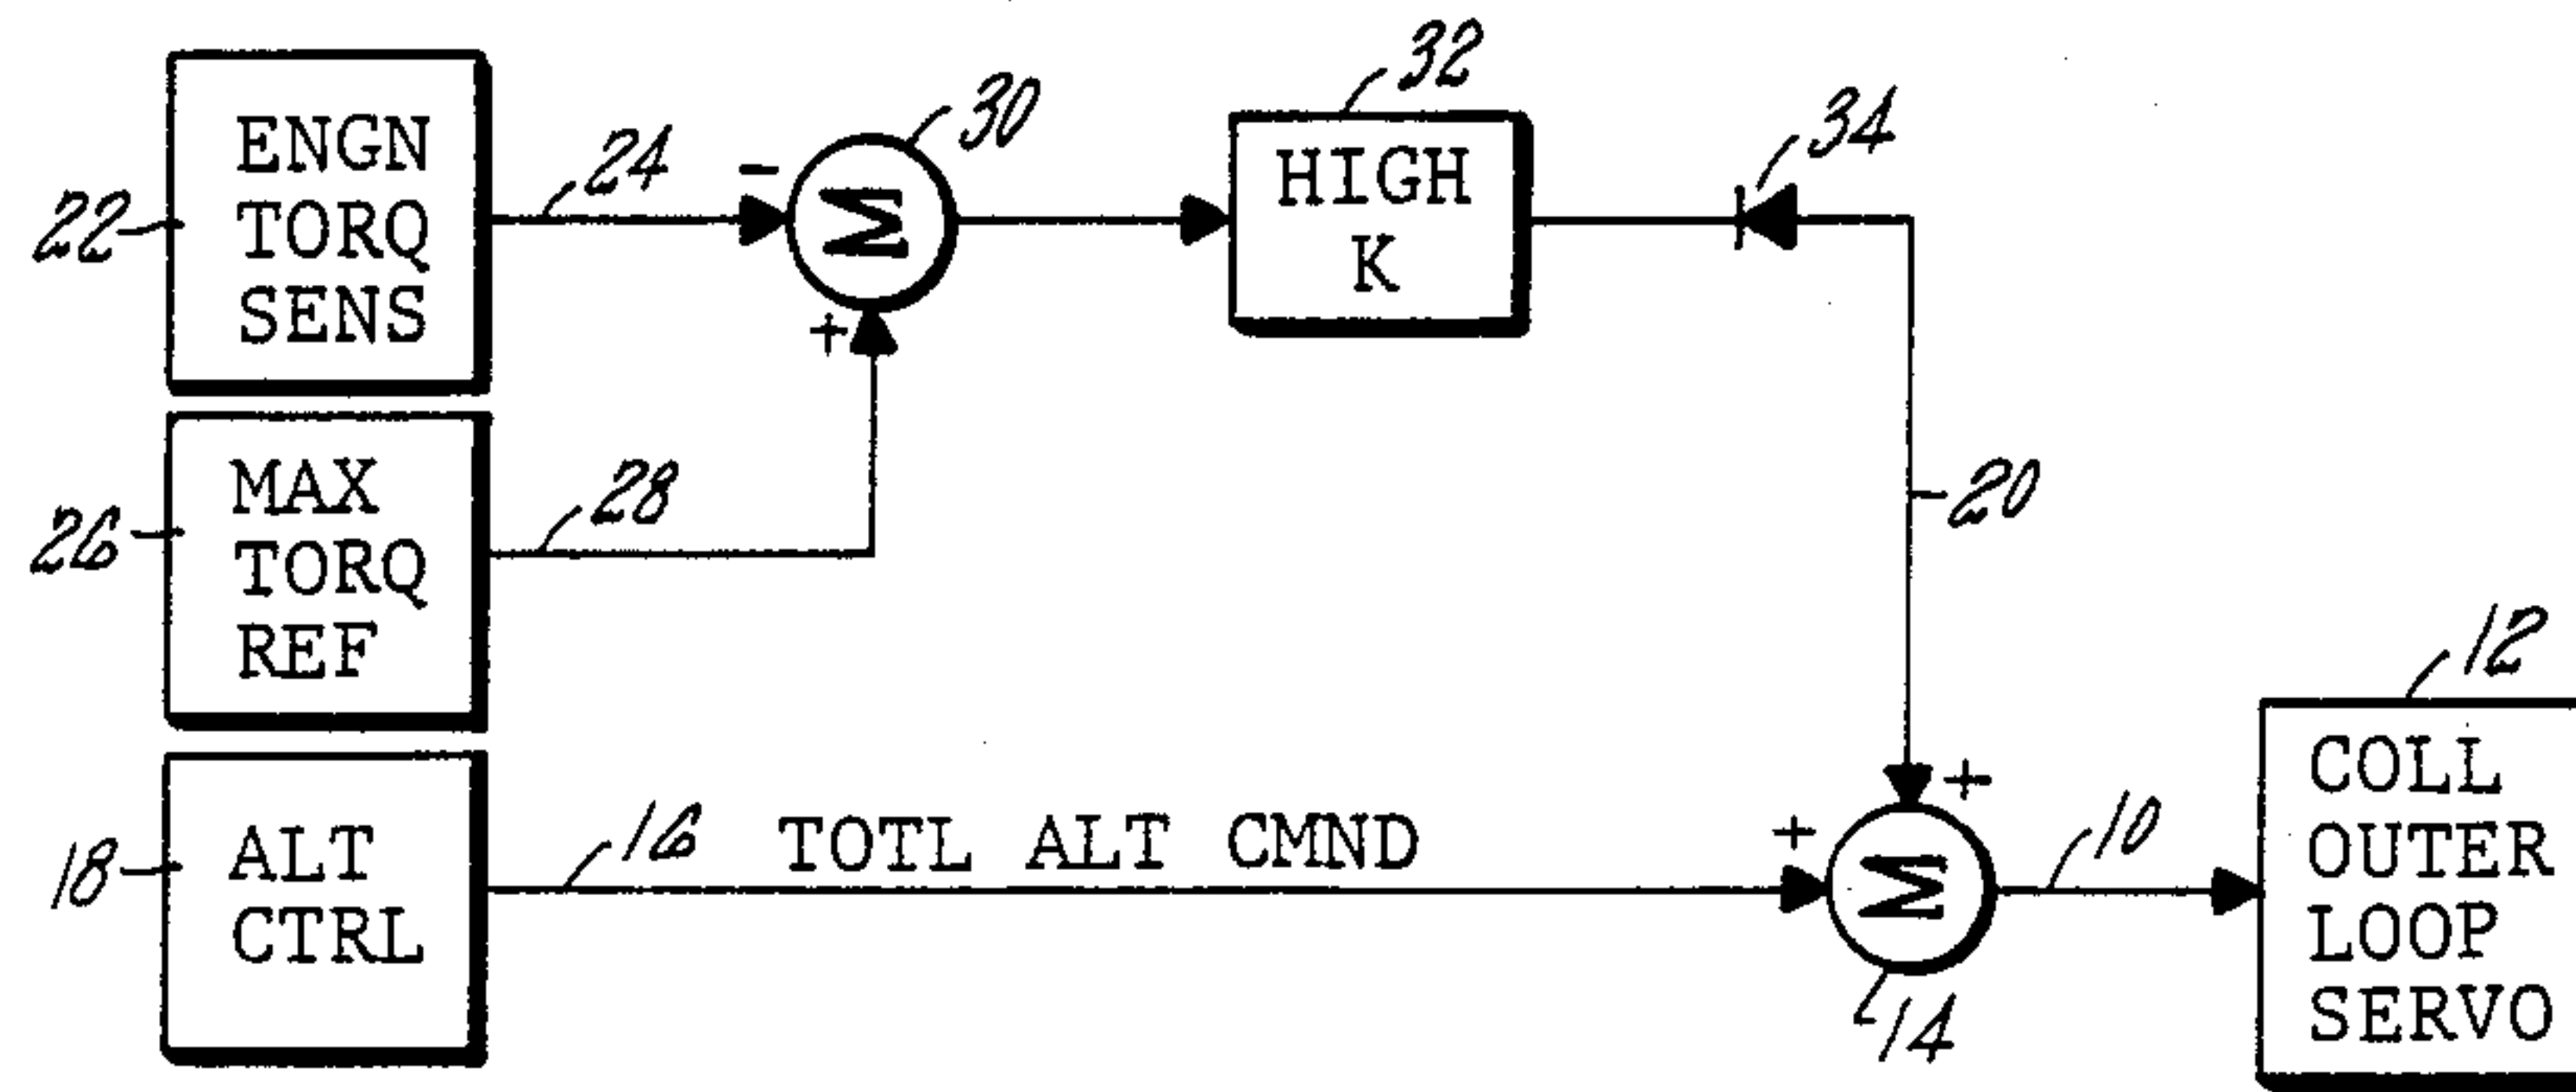 ENGN
TORQ
SENS
22
24
-
30
+
Σ
32
HIGH
K
34
MAX
TORQ
REF
26
28
20
ALT
CTRL
18
16
TOTL ALT CMND
+
+
Σ
14
10
12
COLL
OUTER
LOOP
SERVO